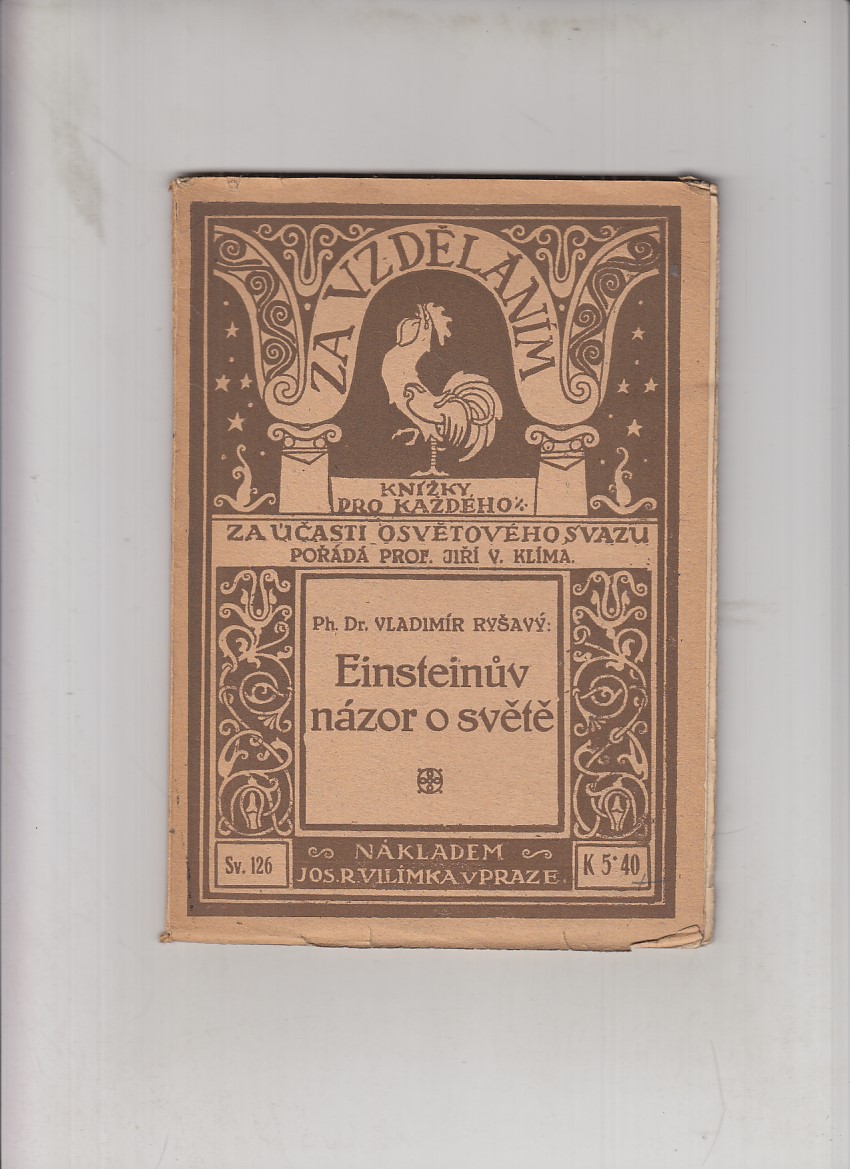 ZA VZDĚLÁNÍM
KNÍŽKY
PRO KAŽDÉHO
ZA ÚČASTI OSVĚTOVÉHO SVAZU
POŘÁDÁ PROF. JIŘÍ V. KLÍMA.
Ph. Dr. VLADIMÍR RYŠAVÝ:
Einsteinův
názor o světě
NÁKLADEM
JOS. R. VILÍMKA V PRAZE.
Sv. 126
K 5·40